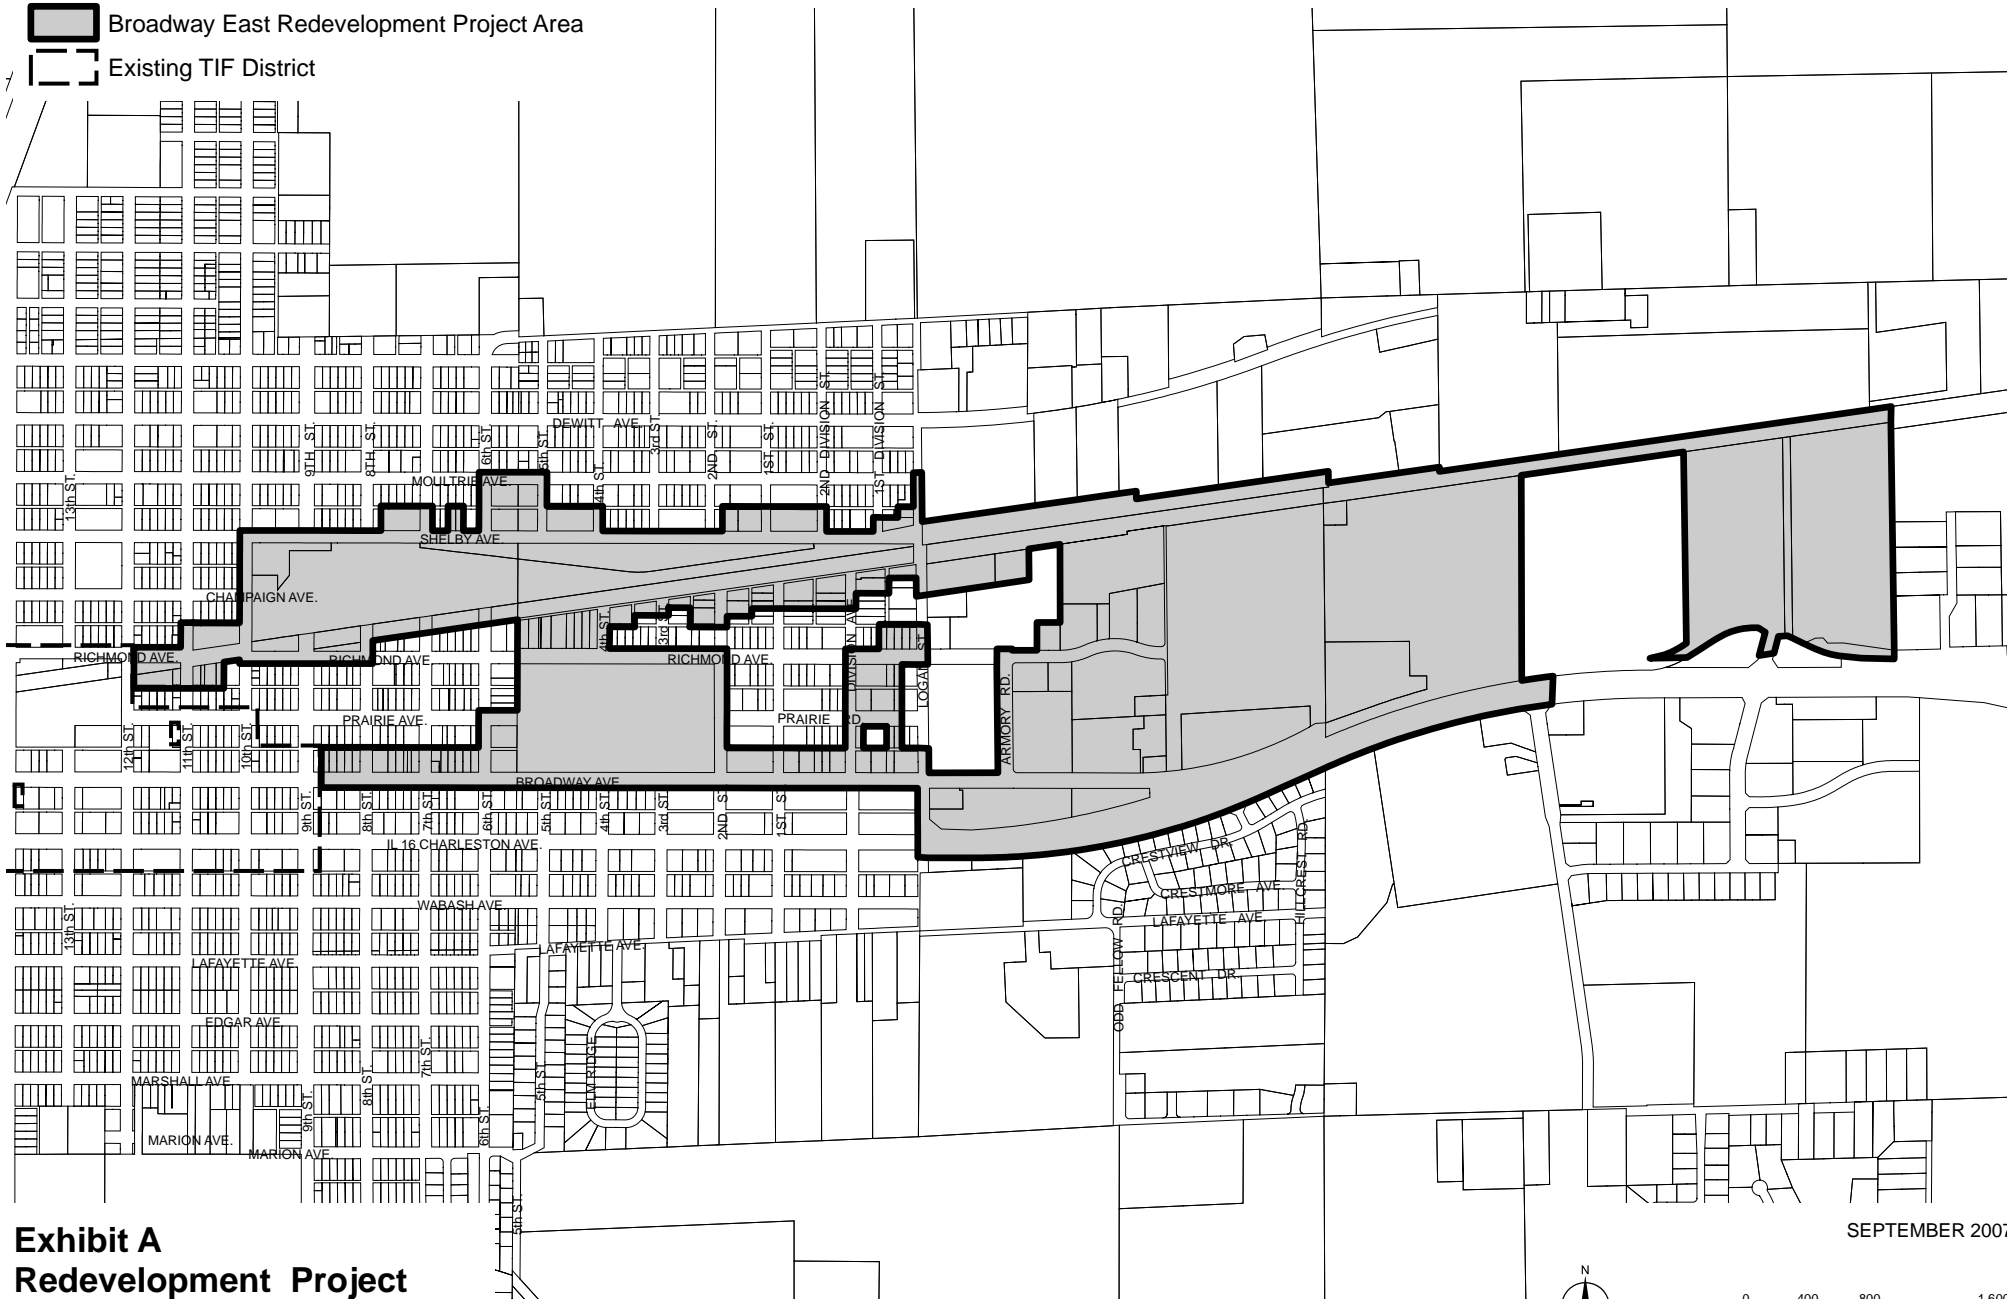 Broadway East Redevelopment Project Area
Existing TIF District
DEWITT AVE.
3rd ST.
2ND ST.
1ST ST.
2ND DIVISION ST.
1ST DIVISION ST.
9TH ST.
8TH ST.
6th ST.
5th ST.
4th ST.
13th ST.
MOULTRIE AVE.
SHELBY AVE.
CHAMPAIGN AVE.
RICHMOND AVE.
RICHMOND AVE.
4th ST.
3rd ST.
RICHMOND AVE.
DIVISION AVE.
LOGAN ST.
ARMORY RD.
PRAIRIE AVE.
PRAIRIE RD.
12th ST.
11th ST.
10th ST.
BROADWAY AVE.
9th ST.
8th ST.
7th ST.
6th ST.
5th ST.
4th ST.
3rd ST.
2ND ST.
1ST ST.
IL 16 CHARLESTON AVE.
CRESTVIEW DR.
HILLCREST RD.
CRESTMORE AVE.
WABASH AVE.
LAFAYETTE AVE.
13th ST.
LAFAYETTE AVE.
LAFAYETTE AVE.
ODD FELLOW RD.
CRESCENT DR.
EDGAR AVE.
ELM RIDGE
7th ST.
5th ST.
8th ST.
MARSHALL AVE.
9th ST.
6th ST.
MARION AVE.
MARION AVE.
5th ST.
Exhibit A
Redevelopment Project
SEPTEMBER 2007
N
0 400 800 1,600